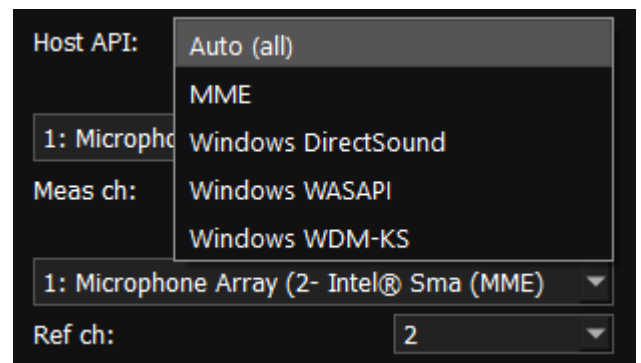 Host API:
Auto (all)
MME
1: Micropho
Windows DirectSound
Meas ch:
Windows WASAPI
Windows WDM-KS
1: Microphone Array (2- Intel® Sma (MME)
Ref ch:
2